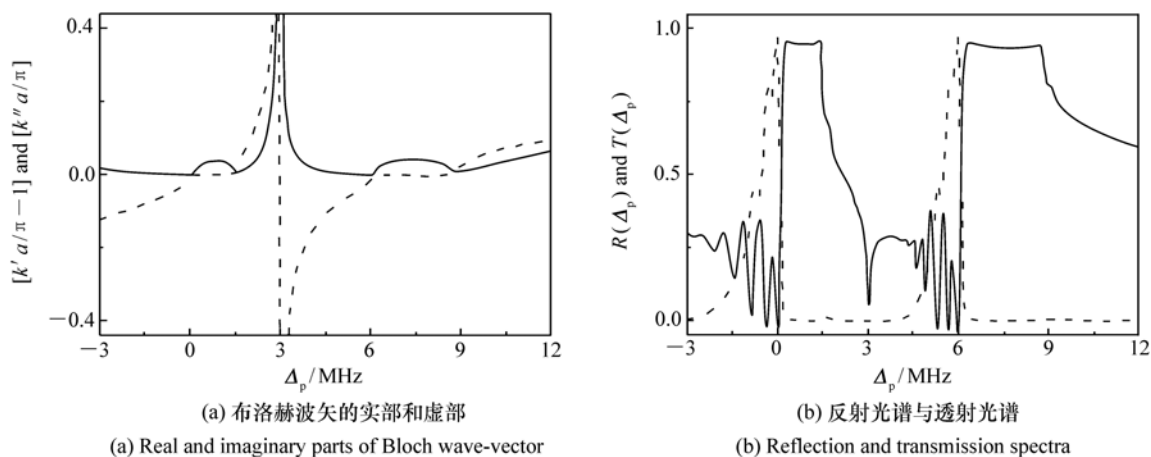 [k′ a/π−1] and [k″ a/π]
0.4
0.0
−0.4
−3 0 3 6 9 12
Δp/MHz
(a) 布洛赫波矢的实部和虚部
(a) Real and imaginary parts of Bloch wave-vector
R(Δp) and T(Δp)
1.0
0.5
0.0
−3 0 3 6 9 12
Δp/MHz
(b) 反射光谱与透射光谱
(b) Reflection and transmission spectra